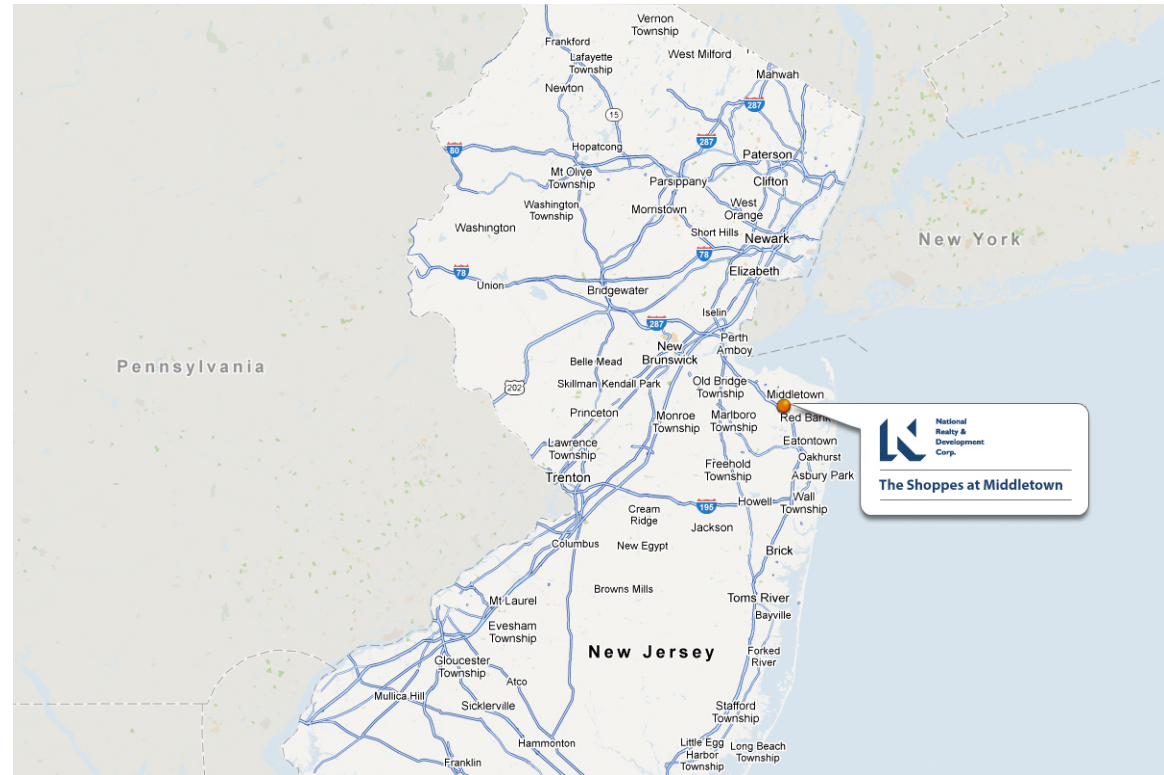 Vernon
Township
Frankford
Lafayette
Township
West Milford
Mahwah
Newton
287
15
287
Hopatcong
80
Paterson
Mt Olive
Township
Parsippany
Clifton
Washington
Township
Morristown
West
Orange
Washington
Short Hills
Newark
New York
78
78
Elizabeth
Union
Bridgewater
Iselin
287
Perth
Amboy
New
Brunswick
Belle Mead
Pennsylvania
202
Skillman
Kendall Park
Old Bridge
Township
Middletown
Princeton
Monroe
Township
Marlboro
Township
Red Bank
National
Realty &
Development
Corp.
The Shoppes at Middletown
Lawrence
Township
Eatontown
Oakhurst
Trenton
Freehold
Township
Asbury Park
195
Howell
Wall
Township
Cream
Ridge
Jackson
Columbus
New Egypt
Brick
Browns Mills
Toms River
Mt Laurel
Bayville
Evesham
Township
New Jersey
Forked
River
Gloucester
Township
Atco
Mullica Hill
Sicklerville
Stafford
Township
Hammonton
Little Egg
Harbor
Township
Long Beach
Township
Franklin